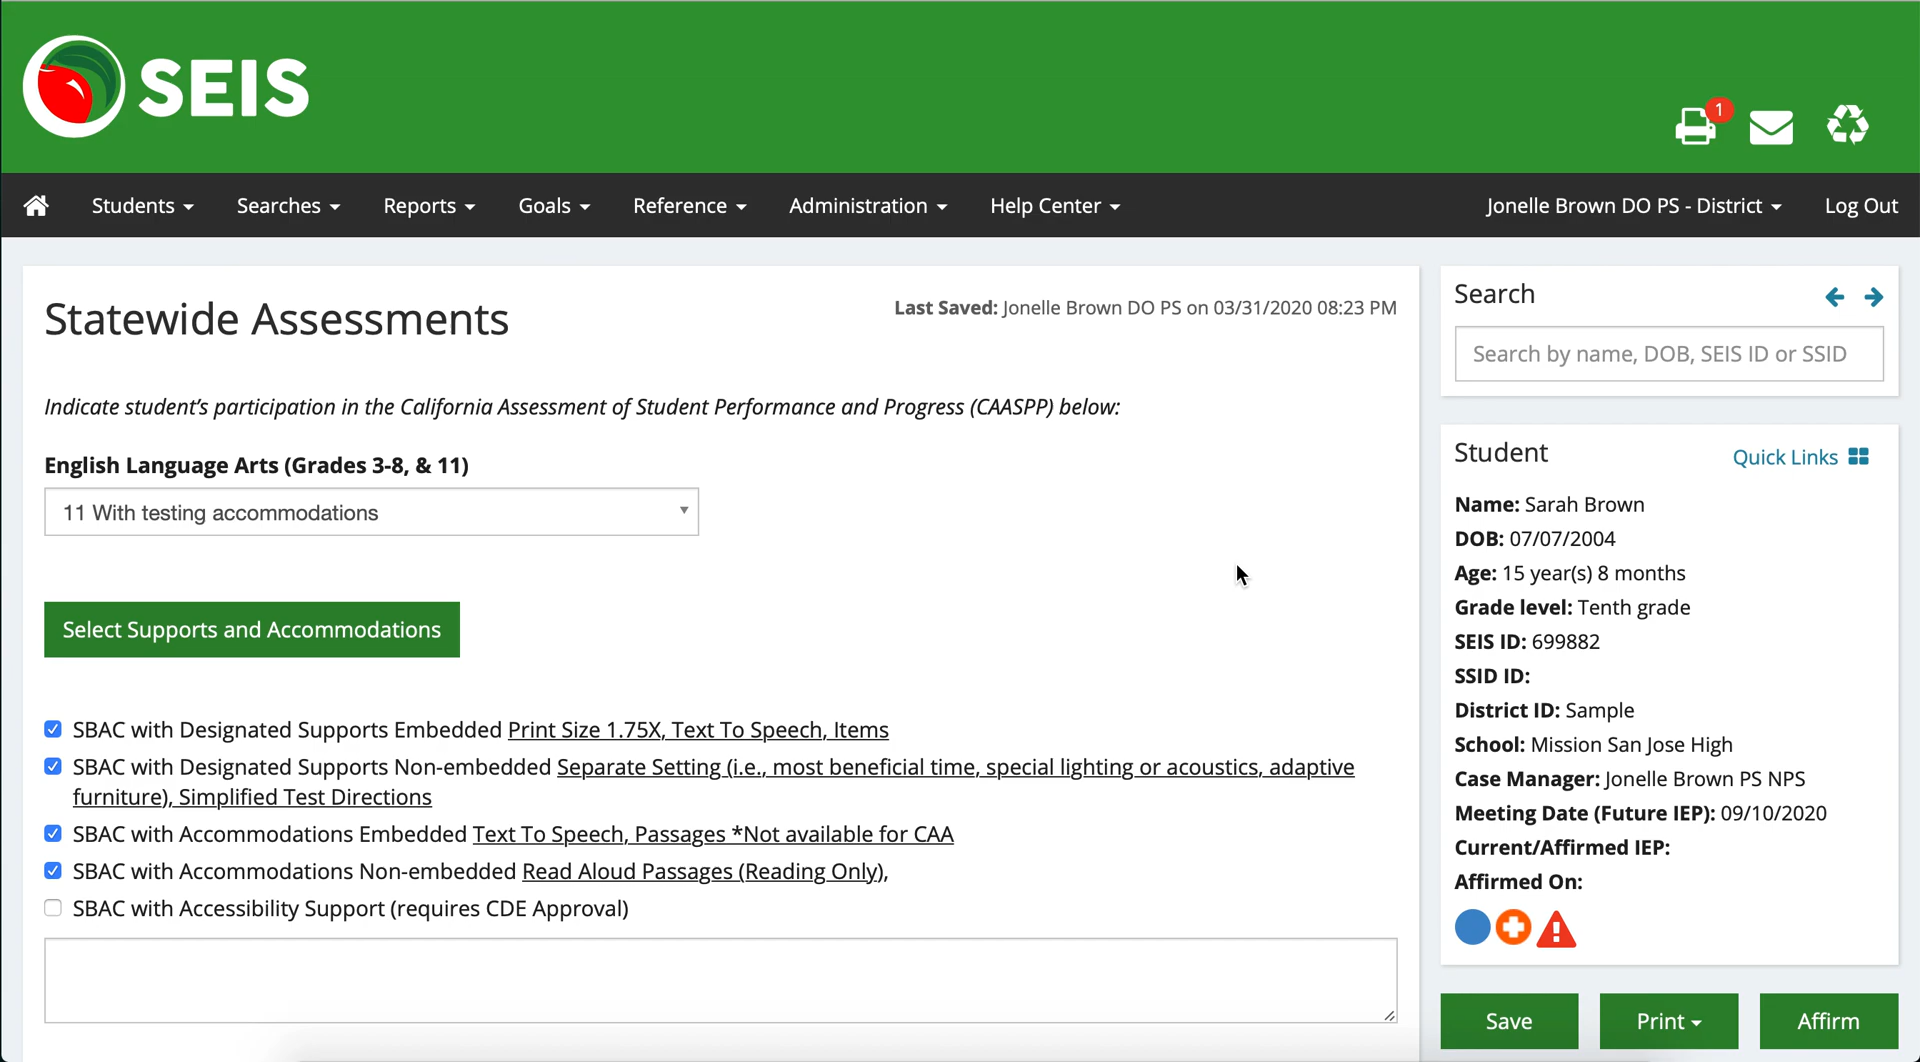 SEIS
1
Students
Searches
Reports
Goals
Reference
Administration
Help Center
Jonelle Brown DO PS - District
Log Out
Statewide Assessments
Last Saved: Jonelle Brown DO PS on 03/31/2020 08:23 PM
Indicate student's participation in the California Assessment of Student Performance and Progress (CAASPP) below:
English Language Arts (Grades 3-8, & 11)
11 With testing accommodations
Select Supports and Accommodations
SBAC with Designated Supports Embedded Print Size 1.75X, Text To Speech, Items
SBAC with Designated Supports Non-embedded Separate Setting (i.e., most beneficial time, special lighting or acoustics, adaptive
furniture), Simplified Test Directions
SBAC with Accommodations Embedded Text To Speech, Passages *Not available for CAA
SBAC with Accommodations Non-embedded Read Aloud Passages (Reading Only),
SBAC with Accessibility Support (requires CDE Approval)
Search
Search by name, DOB, SEIS ID or SSID
Student
Quick Links
Name: Sarah Brown
DOB: 07/07/2004
Age: 15 year(s) 8 months
Grade level: Tenth grade
SEIS ID: 699882
SSID ID:
District ID: Sample
School: Mission San Jose High
Case Manager: Jonelle Brown PS NPS
Meeting Date (Future IEP): 09/10/2020
Current/Affirmed IEP:
Affirmed On:
Save
Print
Affirm